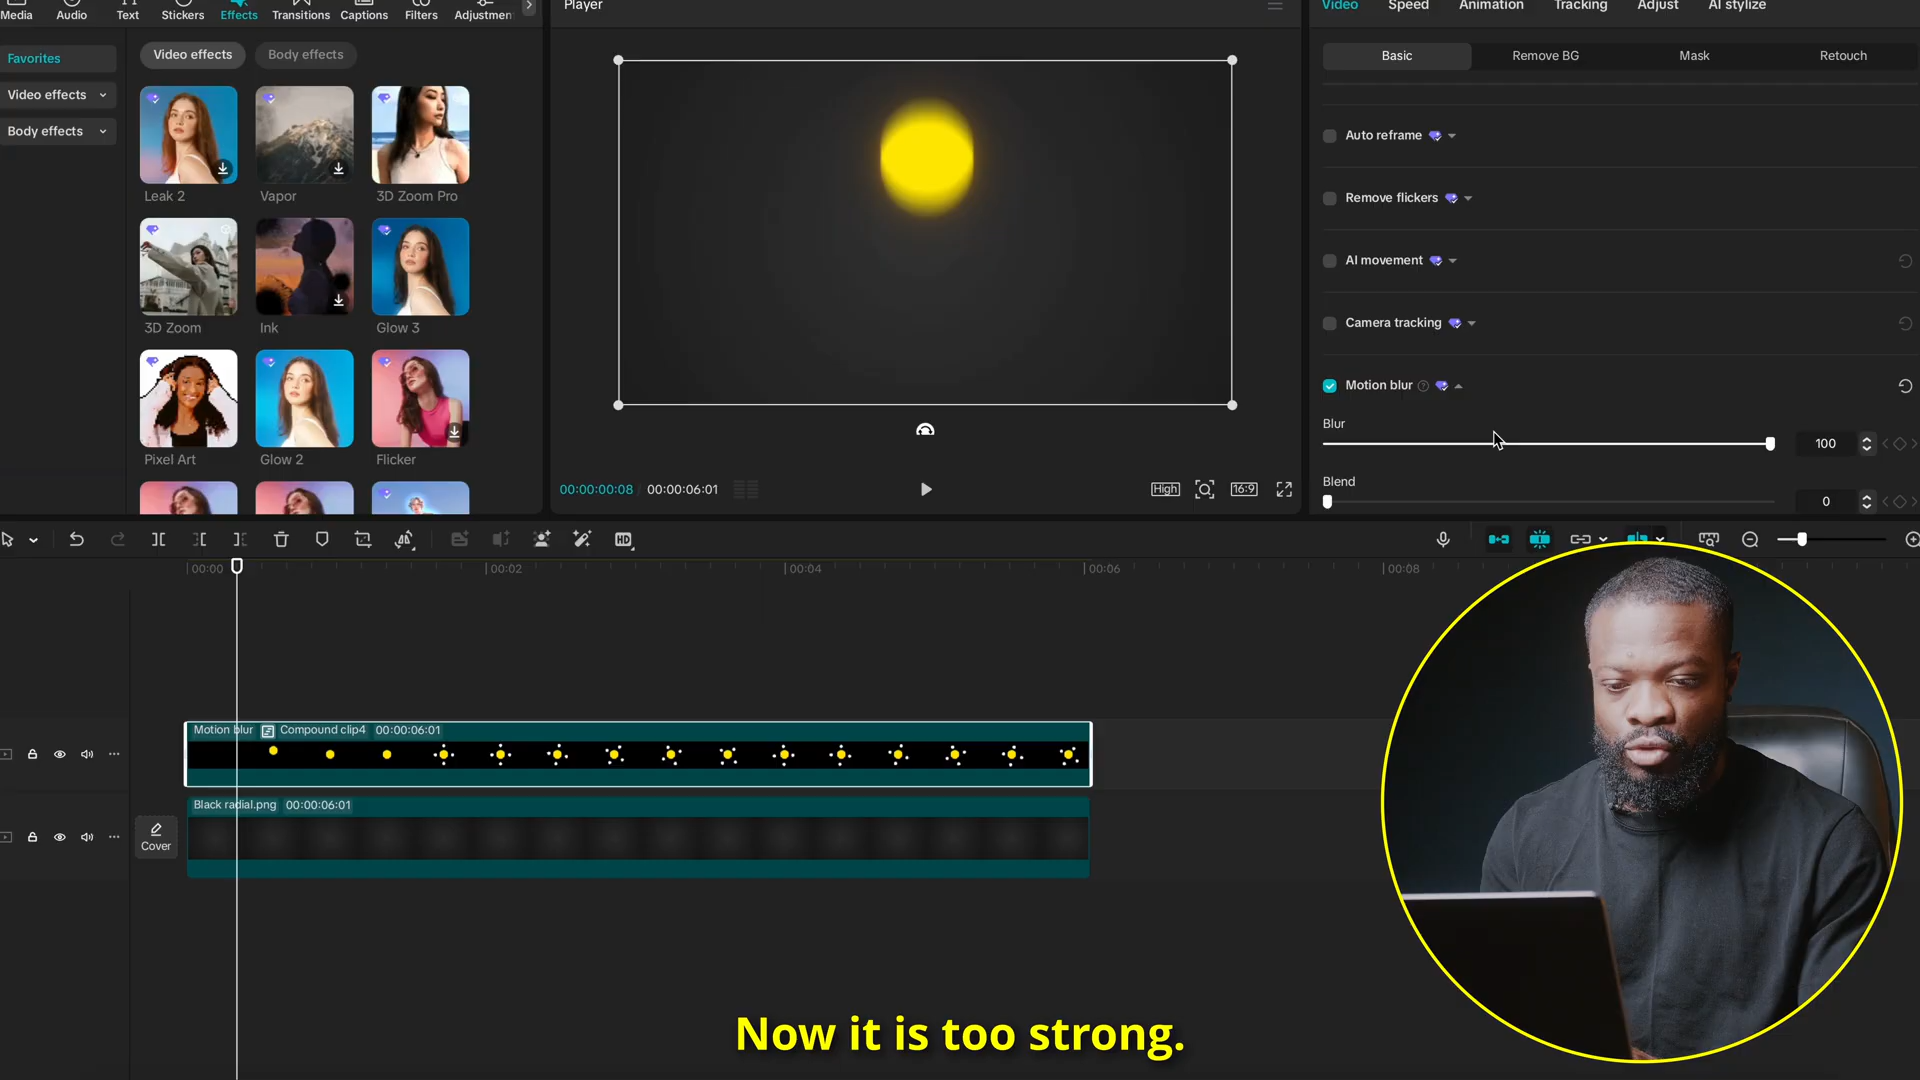 Media
Audio
Text
Stickers
Effects
Transitions
Captions
Filters
Adjustmen
Player
Video
Speed
Animation
Tracking
Adjust
AI stylize
Favorites
Video effects
Body effects
Video effects
Body effects
Leak 2
Vapor
3D Zoom Pro
3D Zoom
Ink
Glow 3
Pixel Art
Glow 2
Flicker
Basic
Remove BG
Mask
Retouch
Auto reframe
Remove flickers
AI movement
Camera tracking
Motion blur
Blur
100
Blend
0
00:00:00:08 / 00:00:06:01
High
16:9
HD
00:00
00:02
00:04
00:06
00:08
Motion blur Compound clip4 00:00:06:01
Black radial.png 00:00:06:01
Cover
Now it is too strong.